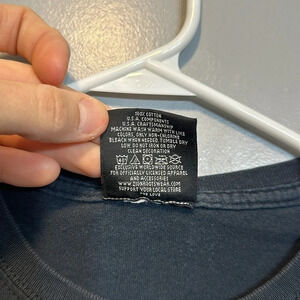 100% COTTON
U.S.A. COMPONENTS
U.S.A. CRAFTSMANSHIP
MACHINE WASH WARM WITH LIKE
COLORS, ONLY NON-CHLORINE
BLEACH WHEN NEEDED TUMBLE DRY
LOW. DO NOT IRON OR DRY
CLEAN DECORATION
EXCLUSIVE WORLDWIDE SOURCE
FOR OFFICIALLY LICENSED APPAREL
AND ACCESSORIES
WWW.ZIONROOTSWEAR.COM
SUPPORT YOUR LOCAL STORE
LOVE